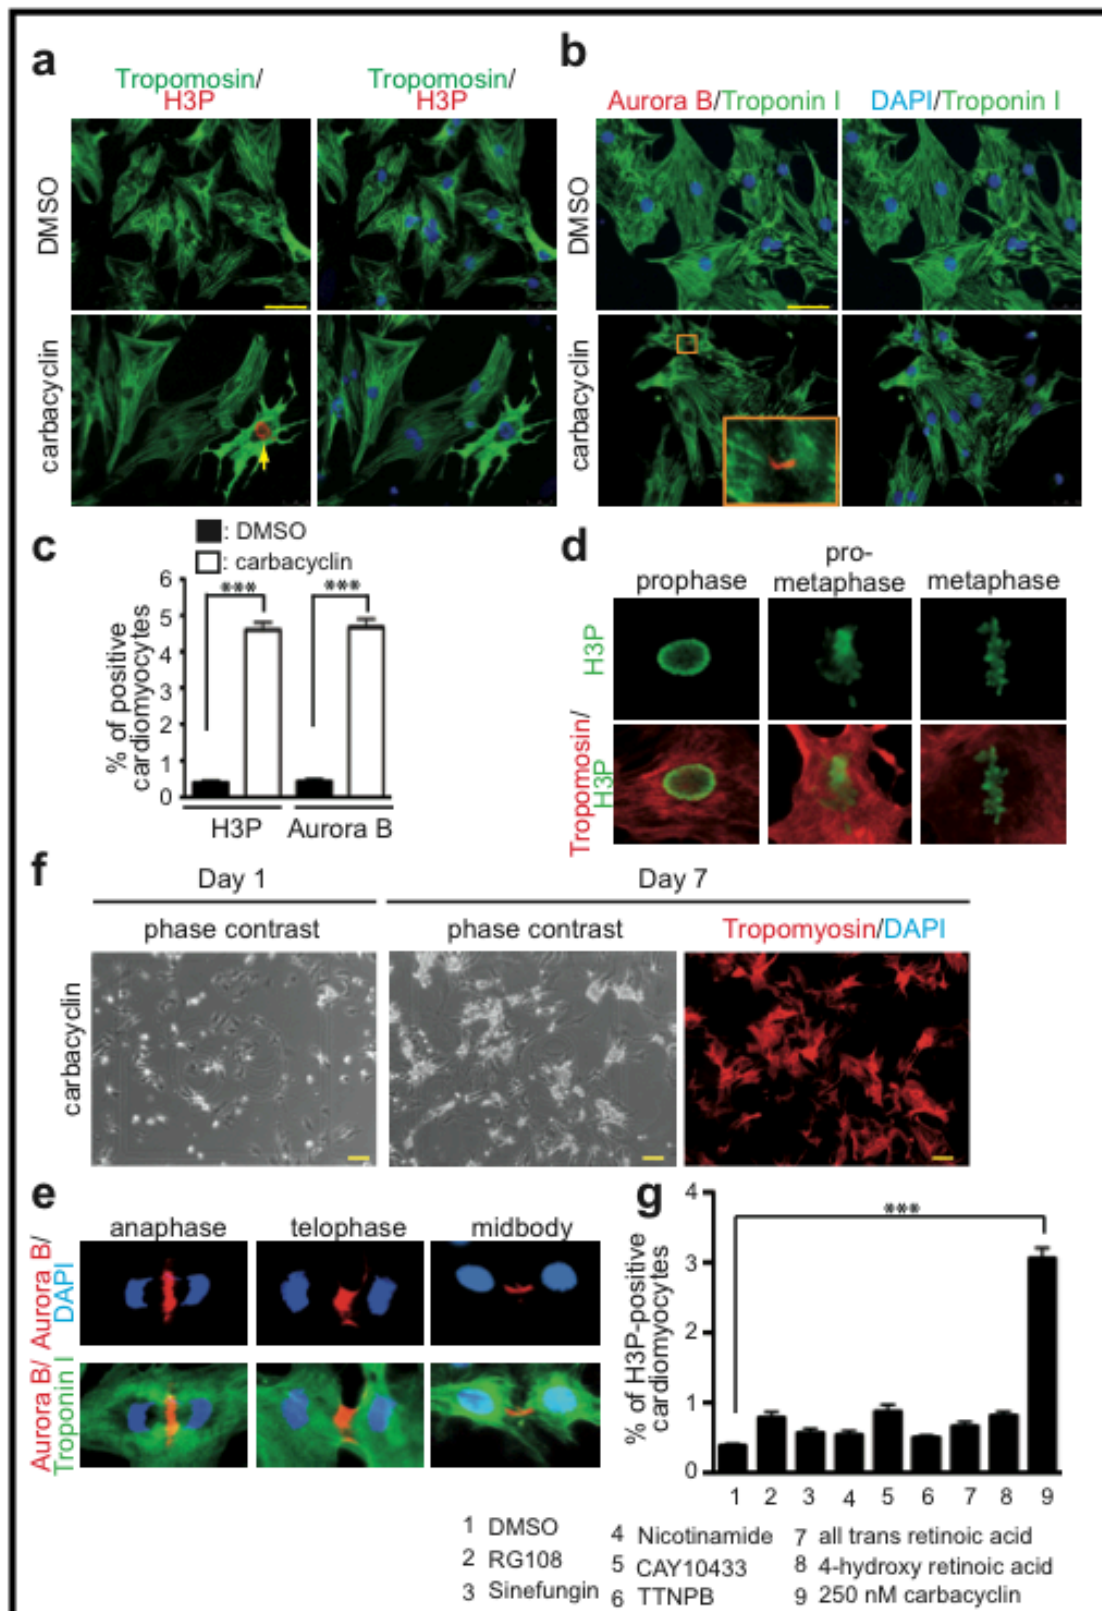 a
Tropomosin/
H3P
Tropomosin/
H3P
DMSO
carbacyclin
b
Aurora B/Troponin I
DAPI/Troponin I
DMSO
carbacyclin
c
: DMSO
: carbacyclin
% of positive
cardiomyocytes
6
5
4
3
2
1
0
***
***
H3P
Aurora B
d
prophase
pro-
metaphase
metaphase
H3P
Tropomosin/
H3P
f
Day 1
Day 7
phase contrast
phase contrast
Tropomyosin/DAPI
carbacyclin
e
anaphase
telophase
midbody
Aurora B/
DAPI
Aurora B/
Troponin I
g
% of H3P-positive
cardiomyocytes
4
3
2
1
0
***
1 2 3 4 5 6 7 8 9
1 DMSO
2 RG108
3 Sinefungin
4 Nicotinamide
5 CAY10433
6 TTNPB
7 all trans retinoic acid
8 4-hydroxy retinoic acid
9 250 nM carbacyclin